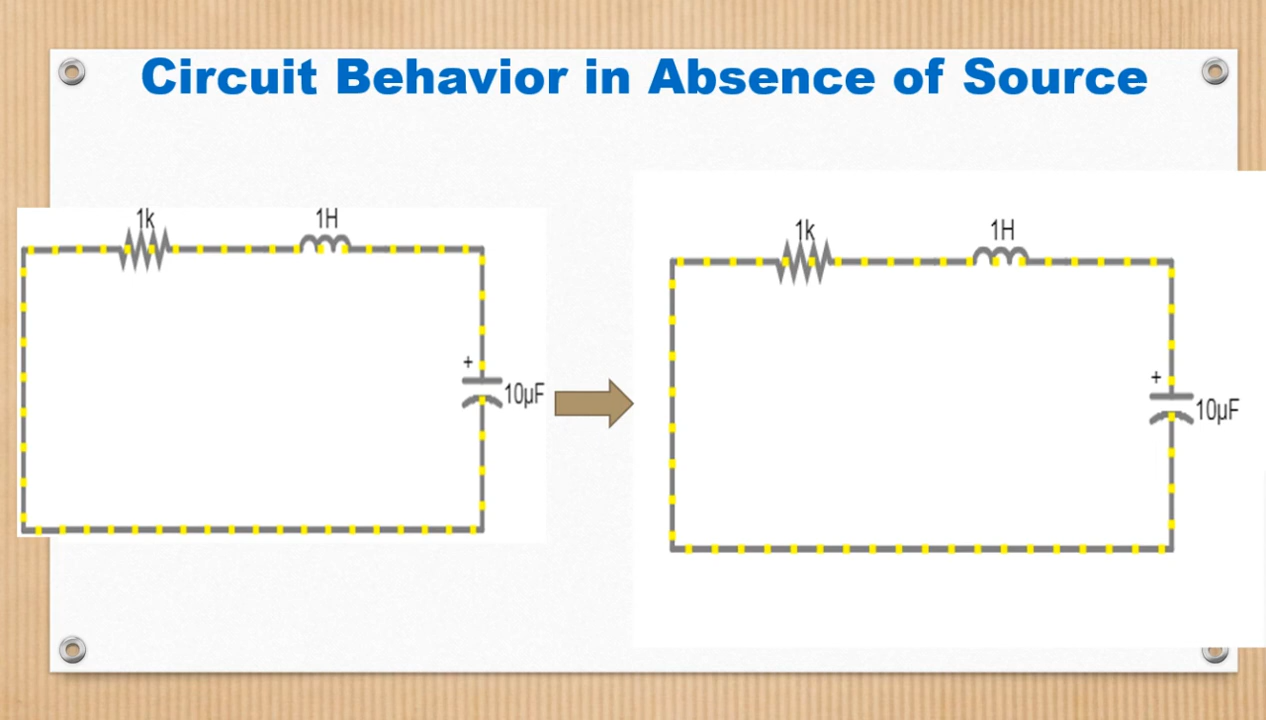 Circuit Behavior in Absence of Source
1k
1H
+
10µF
1k
1H
+
10µF